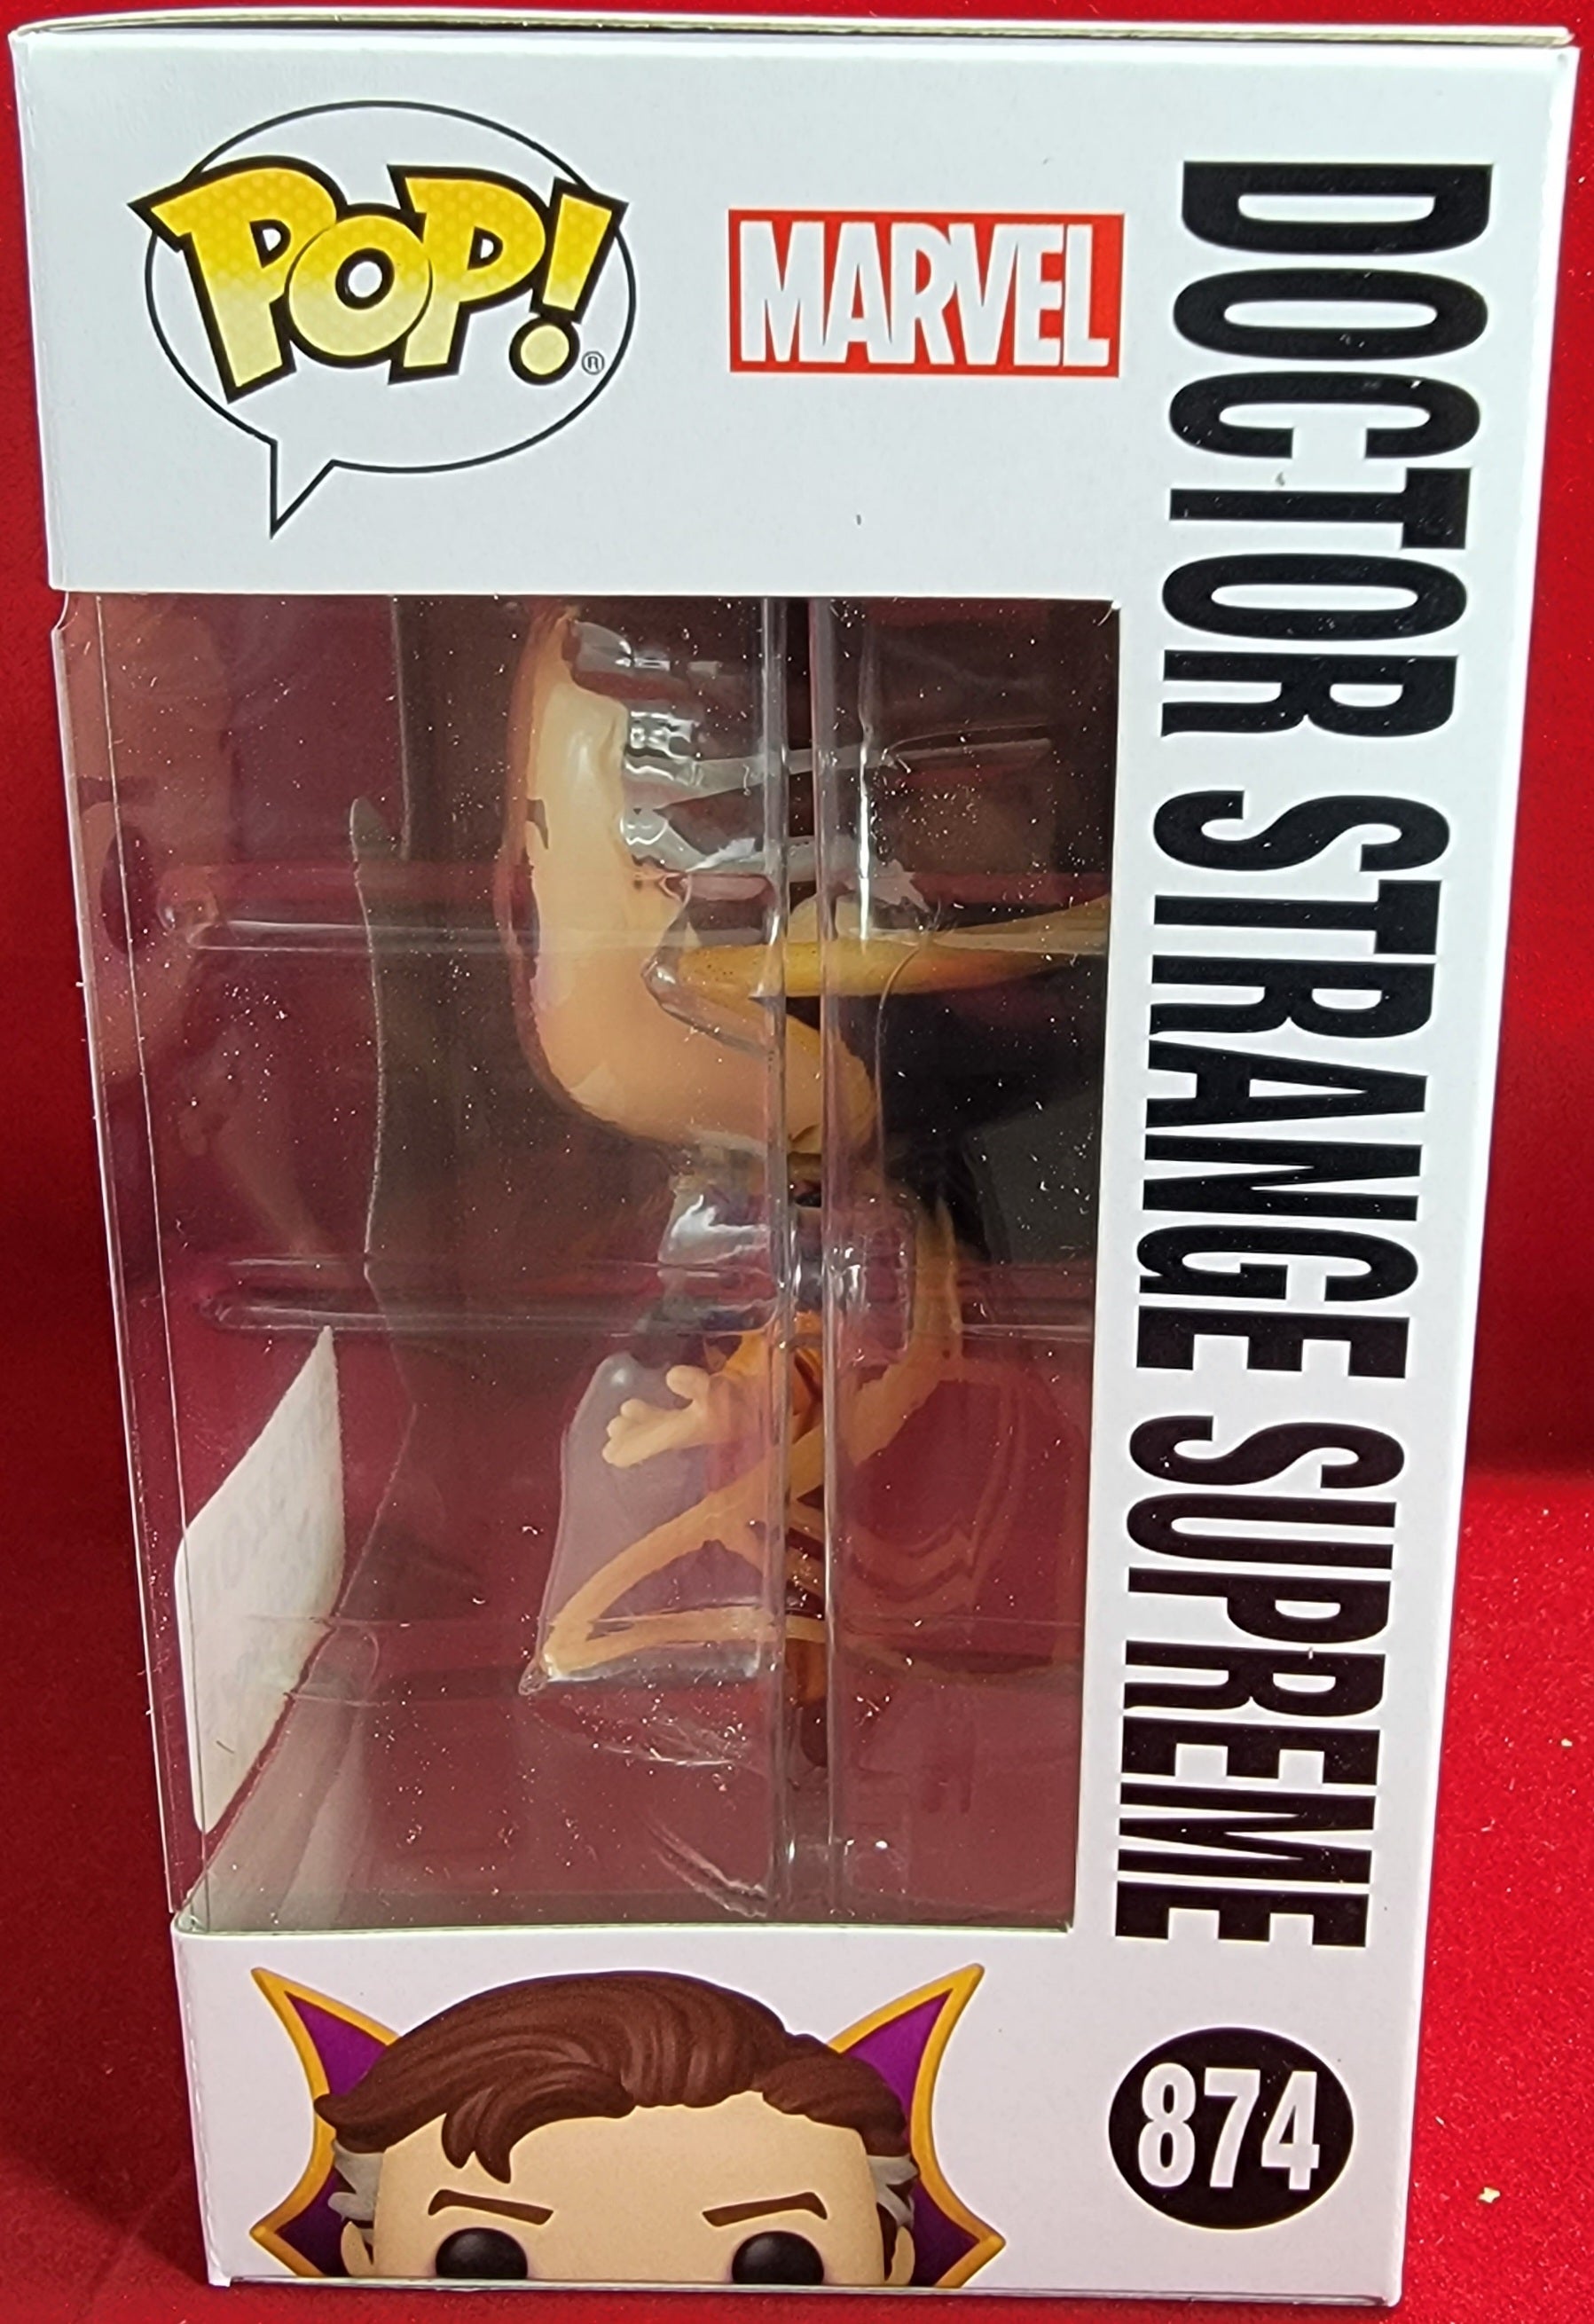 POP!®
MARVEL
DOCTOR STRANGE SUPREME
874